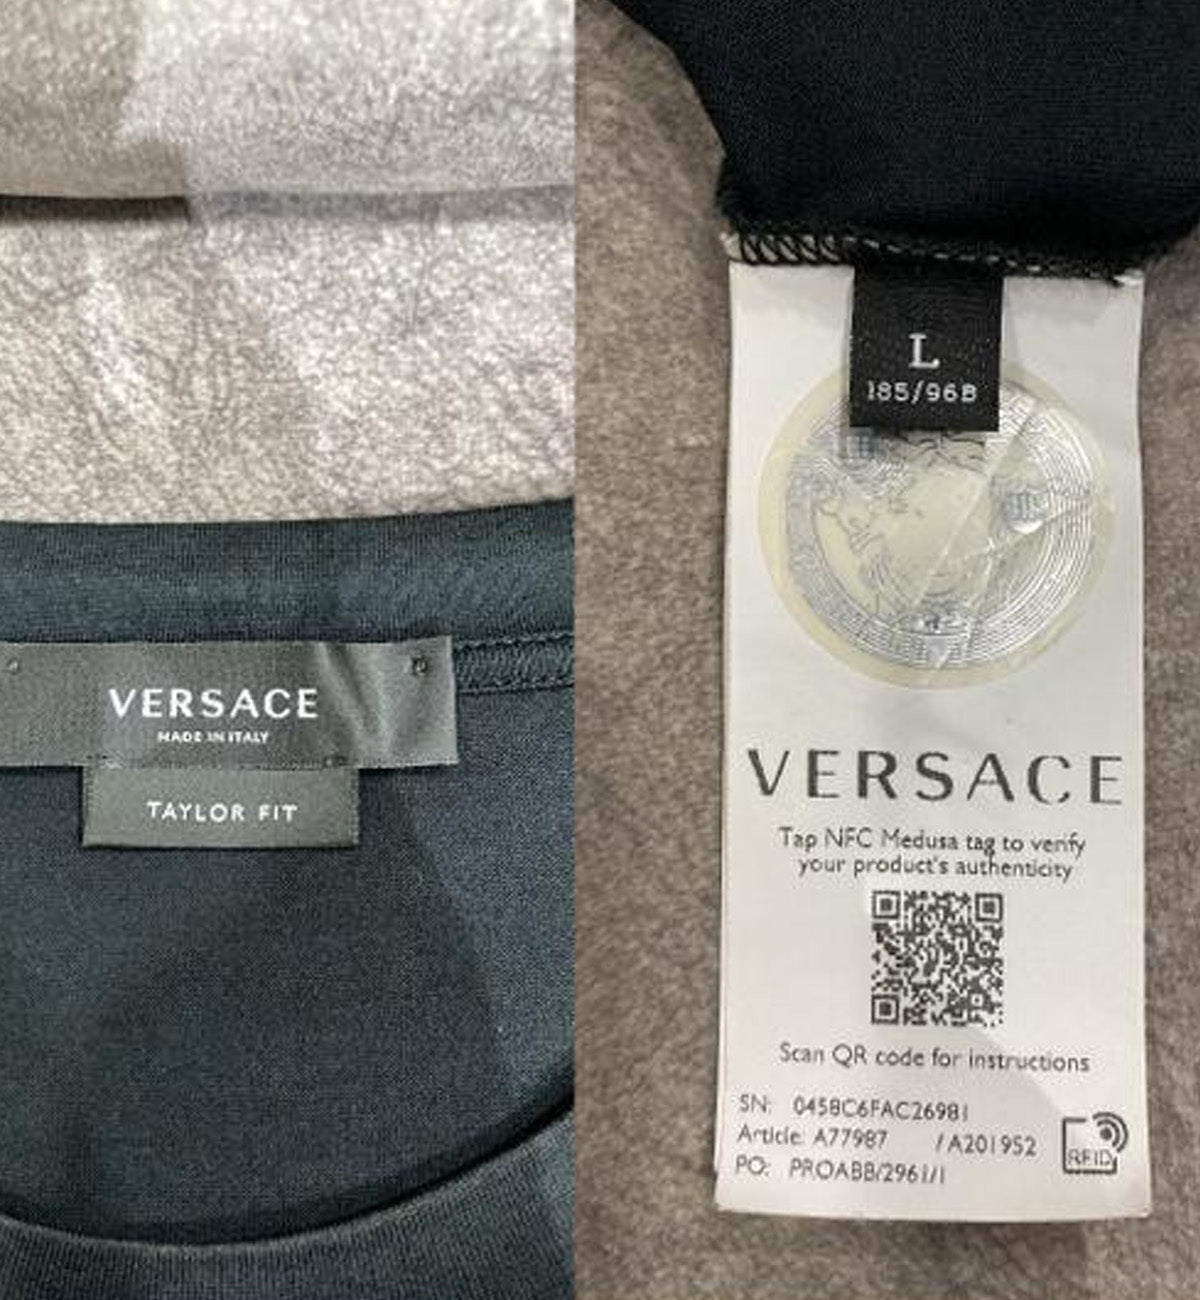 VERSACE
MADE IN ITALY
TAYLOR FIT
L
185/96B
VERSACE
Tap NFC Medusa tag to verify
your product's authenticity
Scan QR code for instructions
SN: 0458C6FAC26981
Article: A77987 / A201952
PO: PROABB/2961/1
RFID